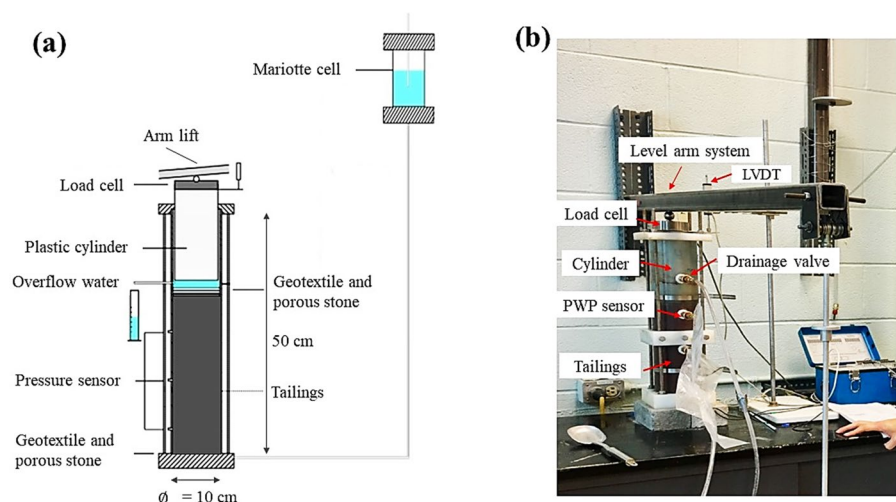 (a)
Mariotte cell
Arm lift
Load cell
Plastic cylinder
Overflow water
Geotextile and
porous stone
50 cm
Pressure sensor
Tailings
Geotextile and
porous stone
ϕ = 10 cm
(b)
Level arm system
LVDT
Load cell
Cylinder
Drainage valve
PWP sensor
Tailings